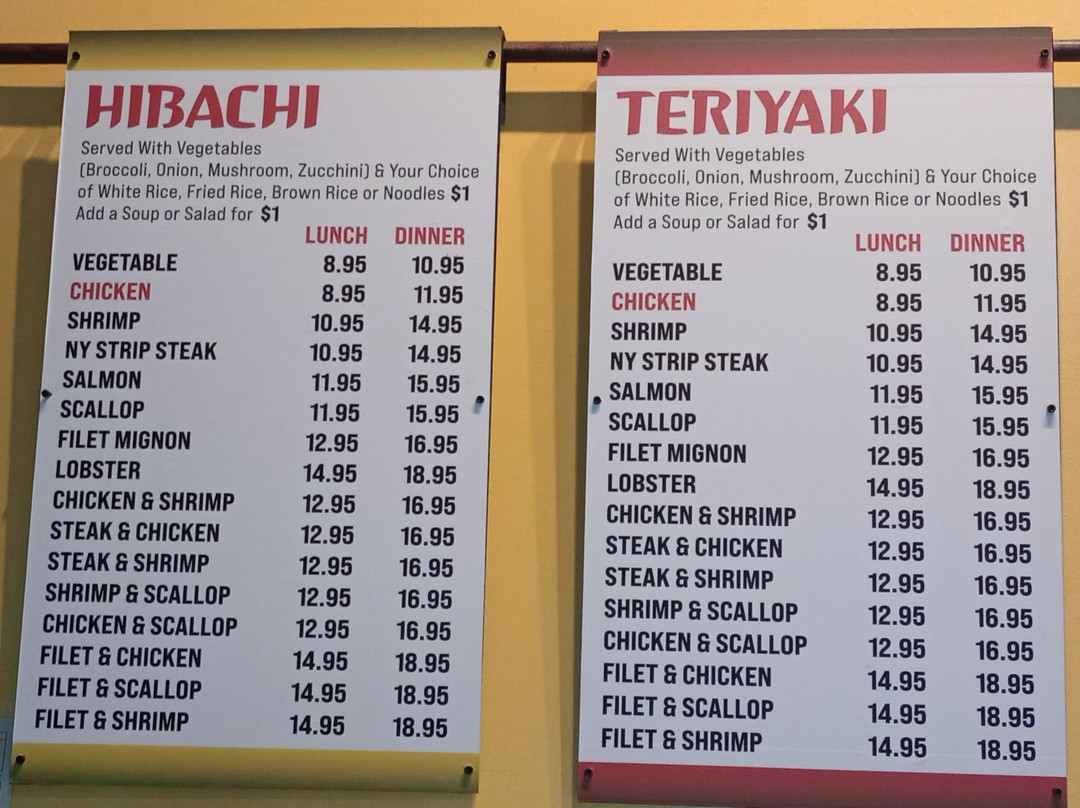 HIBACHI
Served With Vegetables
(Broccoli, Onion, Mushroom, Zucchini) & Your Choice
of White Rice, Fried Rice, Brown Rice or Noodles $1
Add a Soup or Salad for $1
LUNCH DINNER
VEGETABLE 8.95 10.95
CHICKEN 8.95 11.95
SHRIMP 10.95 14.95
NY STRIP STEAK 10.95 14.95
SALMON 11.95 15.95
SCALLOP 11.95 15.95
FILET MIGNON 12.95 16.95
LOBSTER 14.95 18.95
CHICKEN & SHRIMP 12.95 16.95
STEAK & CHICKEN 12.95 16.95
STEAK & SHRIMP 12.95 16.95
SHRIMP & SCALLOP 12.95 16.95
CHICKEN & SCALLOP 12.95 16.95
FILET & CHICKEN 14.95 18.95
FILET & SCALLOP 14.95 18.95
FILET & SHRIMP 14.95 18.95
TERIYAKI
Served With Vegetables
(Broccoli, Onion, Mushroom, Zucchini) & Your Choice
of White Rice, Fried Rice, Brown Rice or Noodles $1
Add a Soup or Salad for $1
LUNCH DINNER
VEGETABLE 8.95 10.95
CHICKEN 8.95 11.95
SHRIMP 10.95 14.95
NY STRIP STEAK 10.95 14.95
SALMON 11.95 15.95
SCALLOP 11.95 15.95
FILET MIGNON 12.95 16.95
LOBSTER 14.95 18.95
CHICKEN & SHRIMP 12.95 16.95
STEAK & CHICKEN 12.95 16.95
STEAK & SHRIMP 12.95 16.95
SHRIMP & SCALLOP 12.95 16.95
CHICKEN & SCALLOP 12.95 16.95
FILET & CHICKEN 14.95 18.95
FILET & SCALLOP 14.95 18.95
FILET & SHRIMP 14.95 18.95